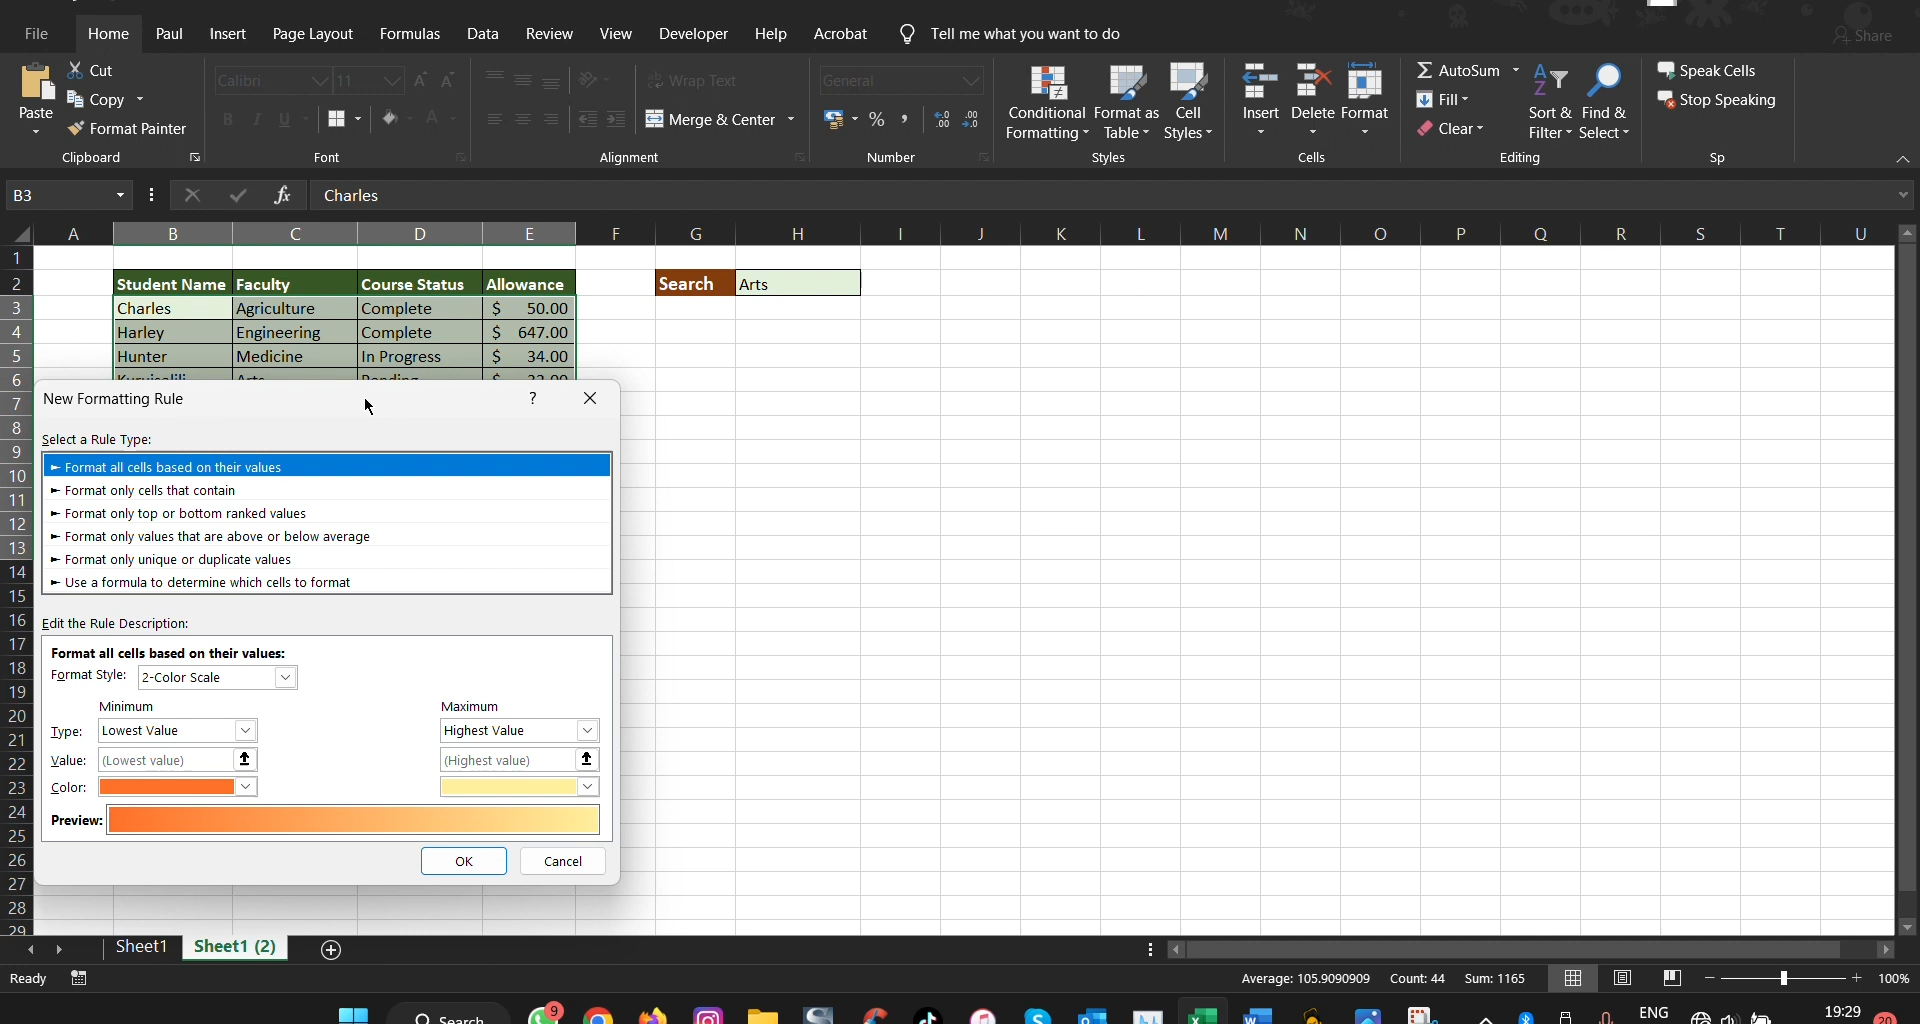 File Home Paul Insert Page Layout Formulas Data Review View Developer Help Acrobat Tell me what you want to do Share
Paste
Cut
Copy
Format Painter
Clipboard
Calibri 11
B I U
Font
Wrap Text
Merge & Center
Alignment
General
% ,
Number
Conditional Formatting
Format as Table
Cell Styles
Styles
Insert Delete Format
Cells
AutoSum
Fill
Clear
Sort & Filter
Find & Select
Editing
Speak Cells
Stop Speaking
Sp
B3 fx Charles
A B C D E F G H I J K L M N O P Q R S T U
1
2 Student Name Faculty Course Status Allowance Search Arts
3 Charles Agriculture Complete $ 50.00
4 Harley Engineering Complete $ 647.00
5 Hunter Medicine In Progress $ 34.00
6
7
8
9
10
11
12
13
14
15
16
17
18
19
20
21
22
23
24
25
26
27
28
29
New Formatting Rule ?
Select a Rule Type:
► Format all cells based on their values
► Format only cells that contain
► Format only top or bottom ranked values
► Format only values that are above or below average
► Format only unique or duplicate values
► Use a formula to determine which cells to format
Edit the Rule Description:
Format all cells based on their values:
Format Style: 2-Color Scale
Minimum Maximum
Type: Lowest Value Highest Value
Value: (Lowest value) (Highest value)
Color:
Preview:
OK Cancel
Sheet1 Sheet1 (2)
Ready Average: 105.9090909 Count: 44 Sum: 1165 100%
Search 9 ENG 19:29 20